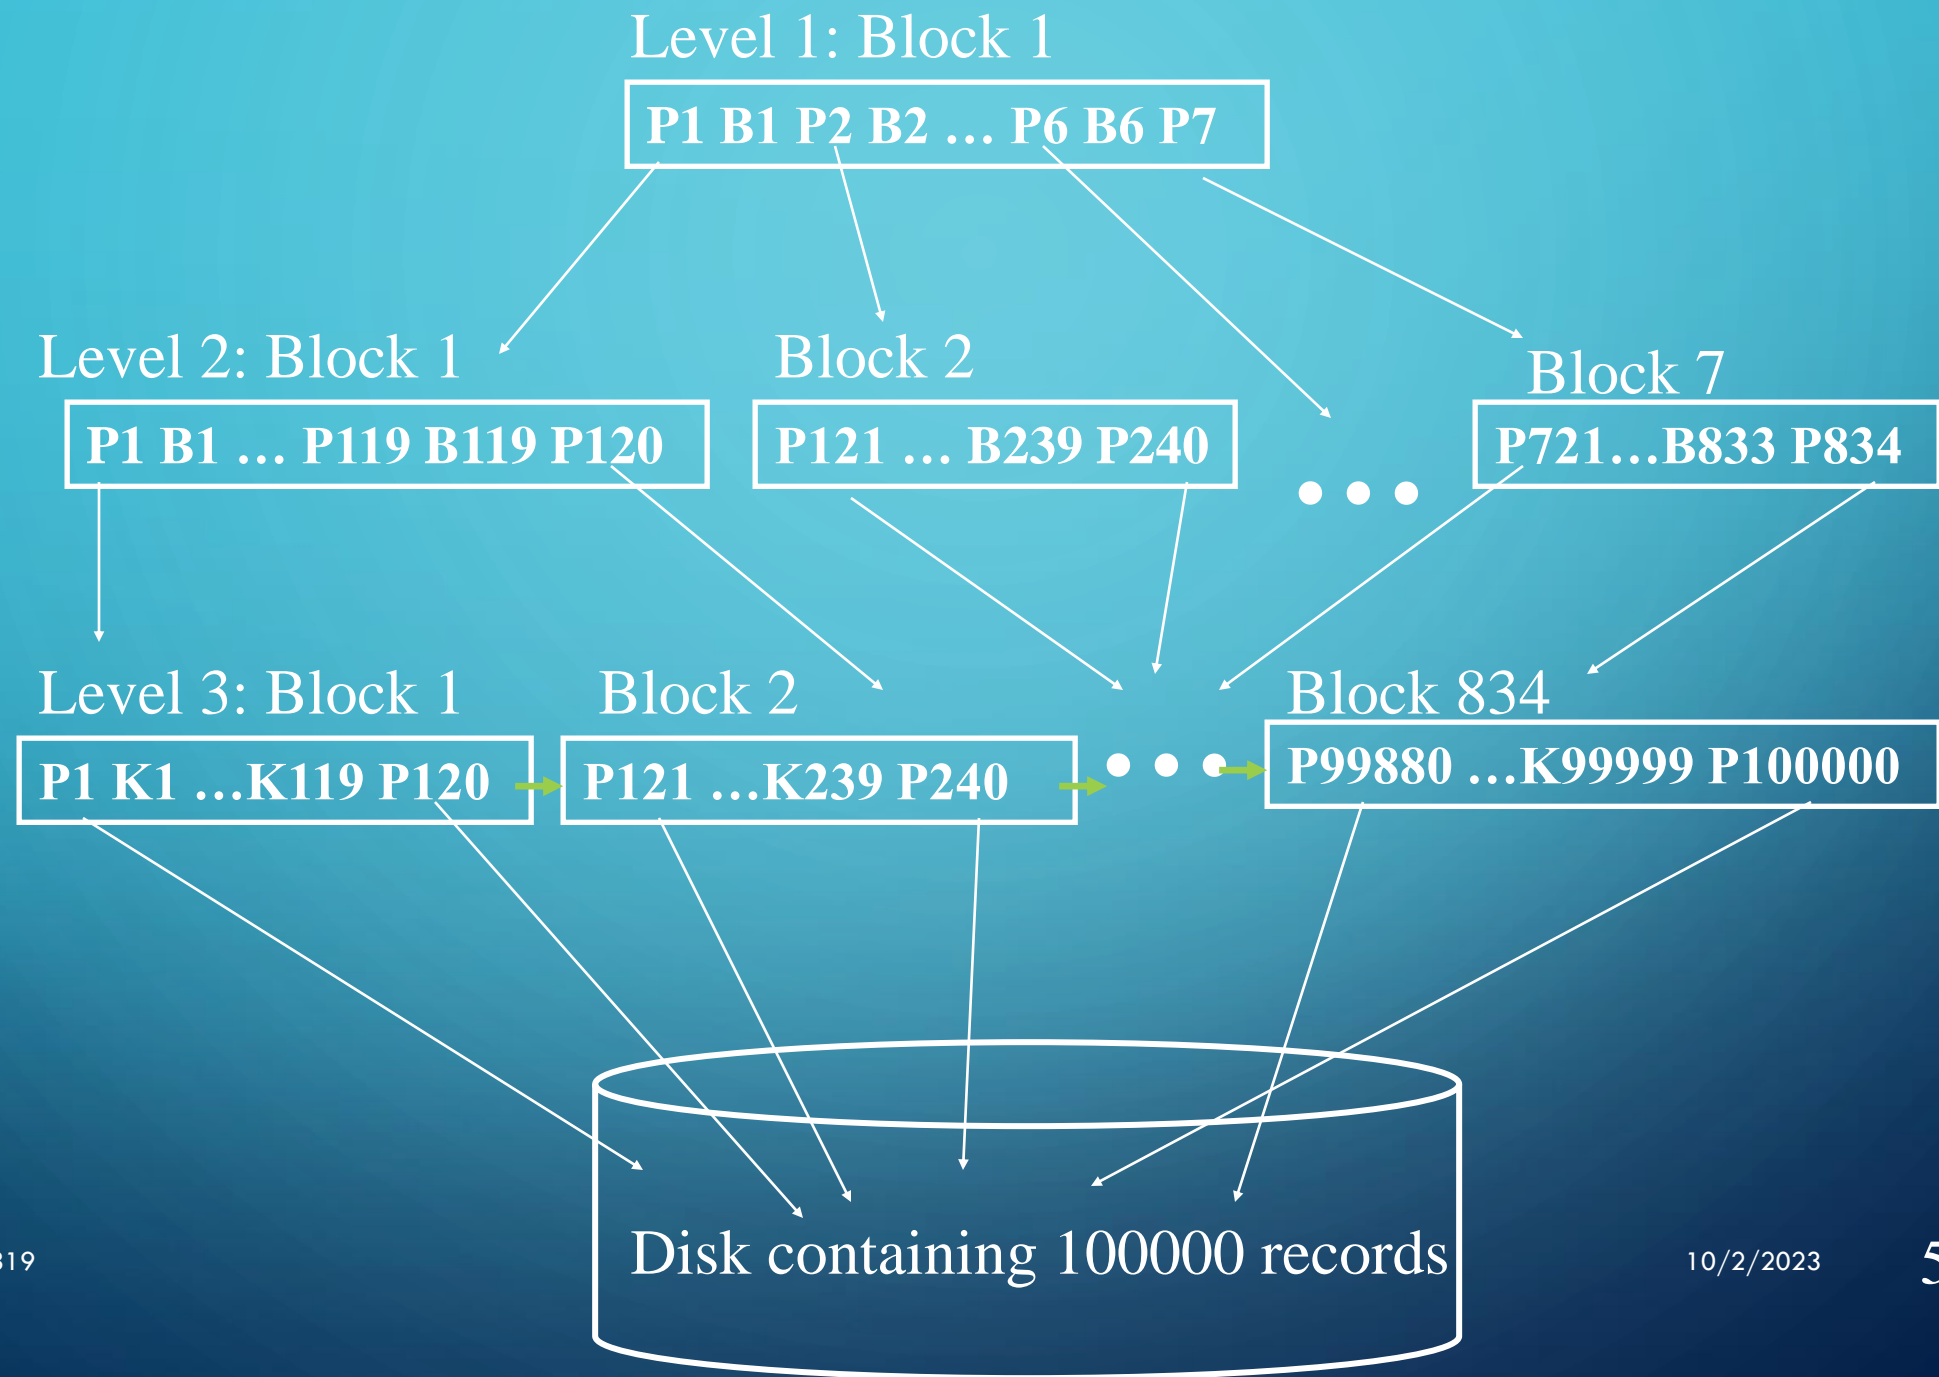 Level 1: Block 1
P1 B1 P2 B2 … P6 B6 P7
Level 2: Block 1
Block 2
Block 7
P1 B1 … P119 B119 P120
P121 … B239 P240
P721…B833 P834
Level 3: Block 1
Block 2
Block 834
P1 K1 …K119 P120
P121 …K239 P240
P99880 …K99999 P100000
Disk containing 100000 records
319
10/2/2023
5